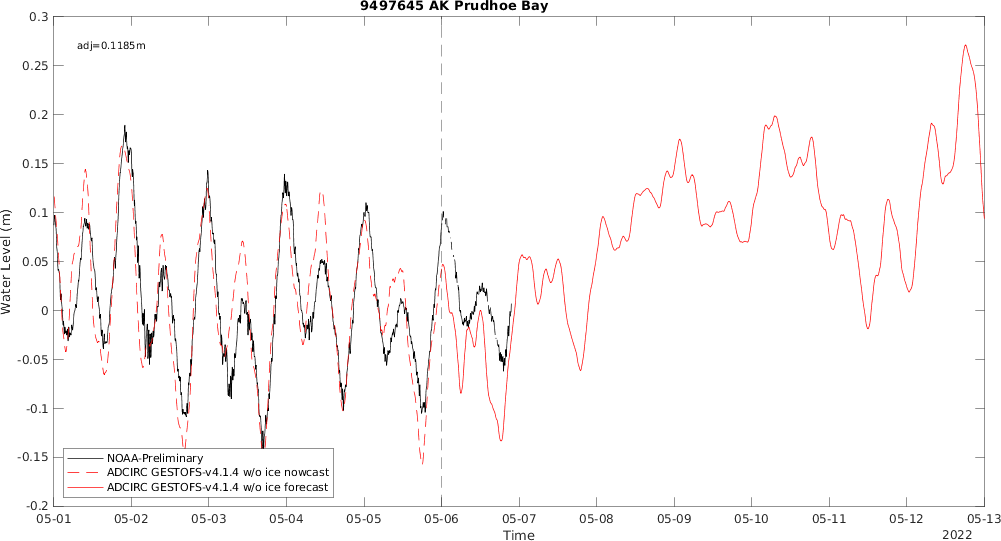 9497645 AK Prudhoe Bay
adj=0.1185m
0.3
0.25
0.2
0.15
0.1
0.05
0
-0.05
-0.1
-0.15
-0.2
Water Level (m)
NOAA-Preliminary
ADCIRC GESTOFS-v4.1.4 w/o ice nowcast
ADCIRC GESTOFS-v4.1.4 w/o ice forecast
05-01 05-02 05-03 05-04 05-05 05-06 05-07 05-08 05-09 05-10 05-11 05-12 05-13
Time
2022